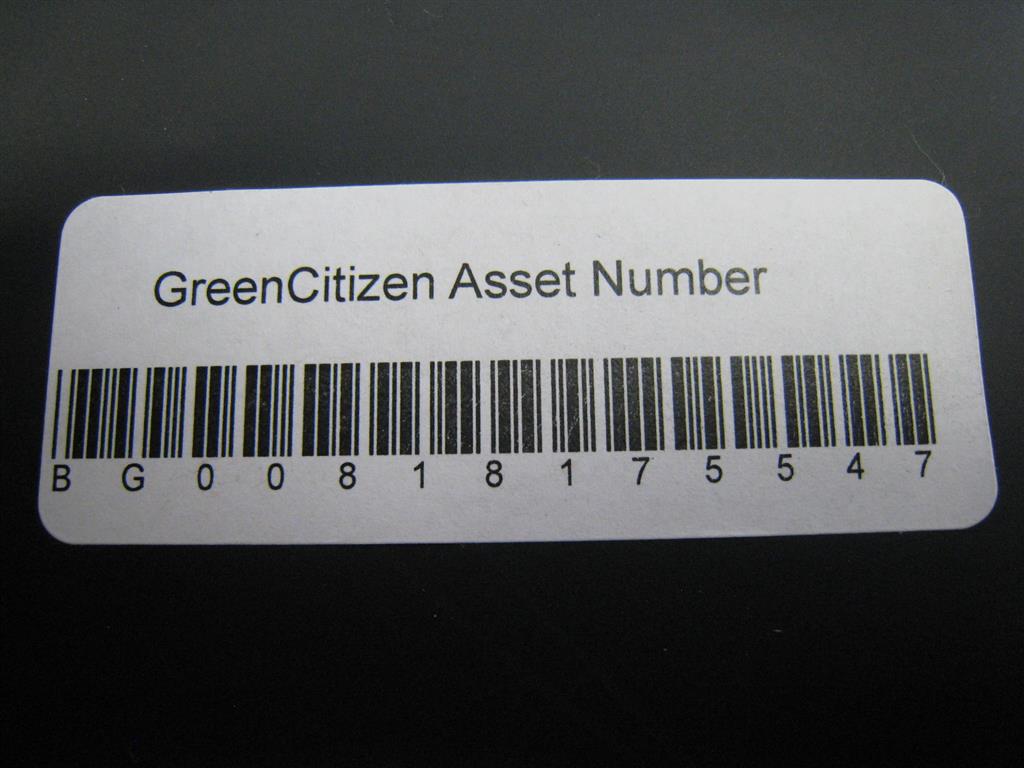 GreenCitizen Asset Number
B G 0 0 8 1 8 1 7 5 5 4 7